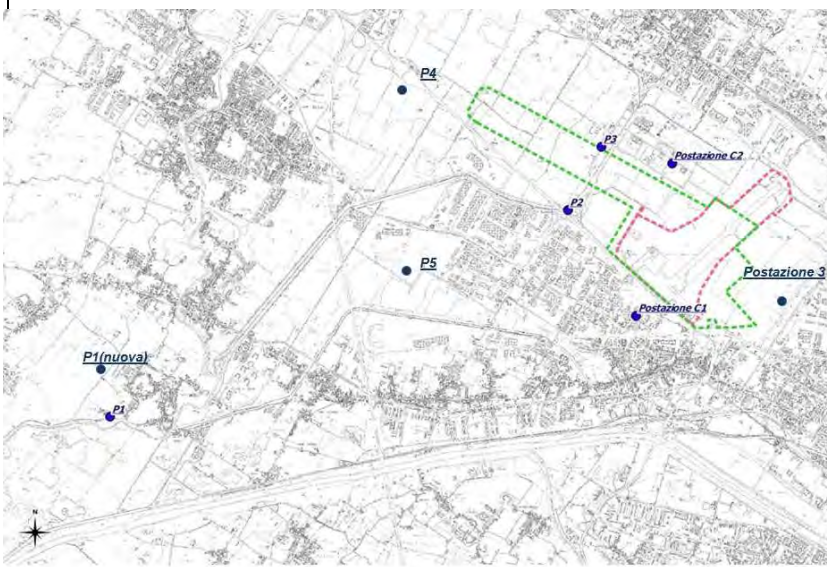 P4
P3
Postazione C2
P2
P5
Postazione 3
Postazione C1
P1(nuova)
P1
N